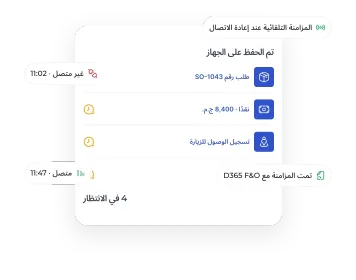 المزامنة التلقائية عند إعادة الاتصال
تم الحفظ على الجهاز
غير متصل · 11:02
طلب رقم SO-1043
نقدًا · 8,400 ج.م.
تسجيل الوصول للزيارة
متصل · 11:47
تمت المزامنة مع D365 F&O
4 في الانتظار